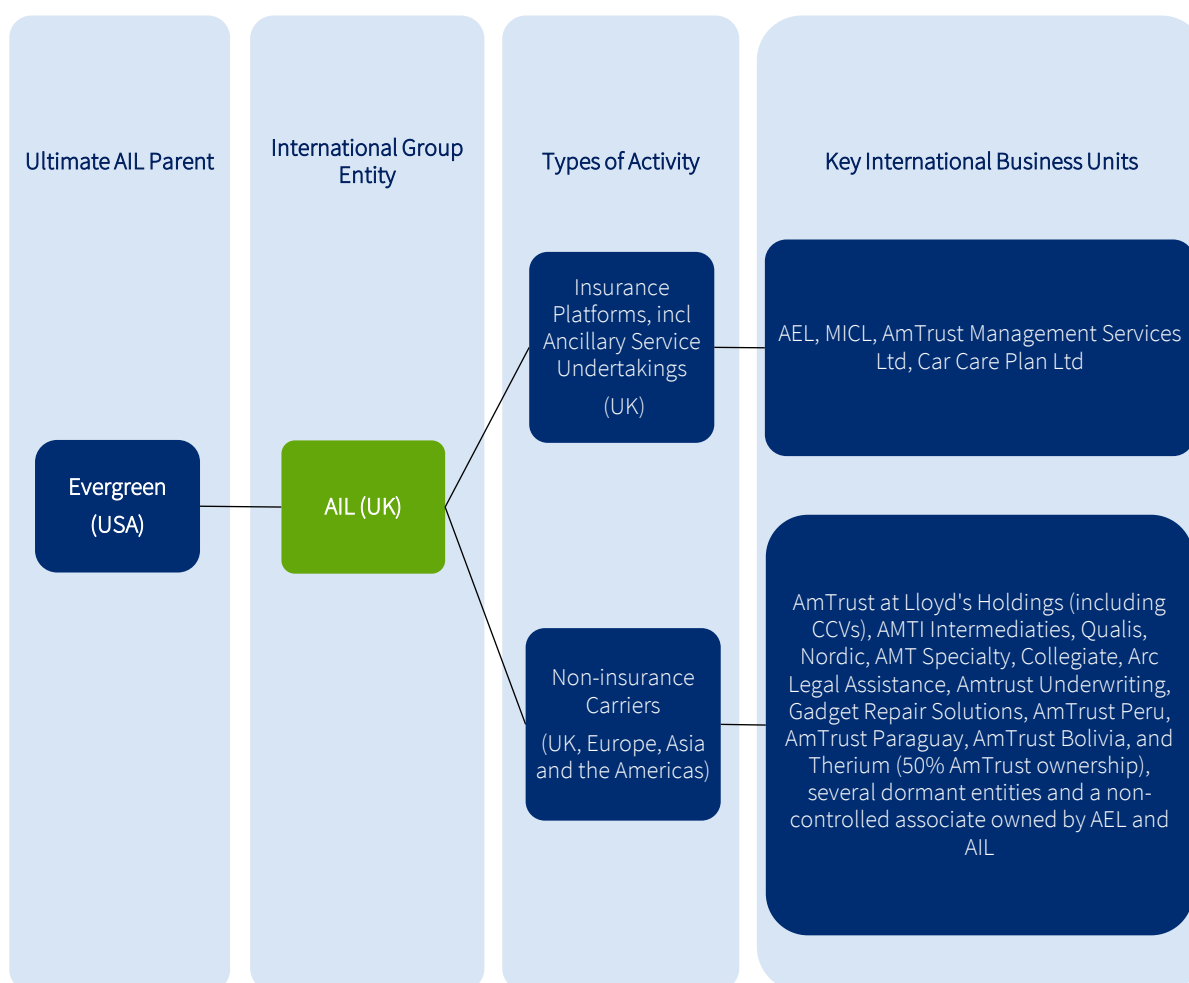 Ultimate AIL Parent
International Group
Entity
Types of Activity
Key International Business Units
Evergreen
(USA)
AIL (UK)
Insurance
Platforms, incl
Ancillary Service
Undertakings
(UK)
AEL, MICL, AmTrust Management Services
Ltd, Car Care Plan Ltd
Non-insurance
Carriers
(UK, Europe, Asia
and the Americas)
AmTrust at Lloyd's Holdings (including
CCVs), AMTI Intermediaties, Qualis,
Nordic, AMT Specialty, Collegiate, Arc
Legal Assistance, Amtrust Underwriting,
Gadget Repair Solutions, AmTrust Peru,
AmTrust Paraguay, AmTrust Bolivia, and
Therium (50% AmTrust ownership),
several dormant entities and a non-
controlled associate owned by AEL and
AIL